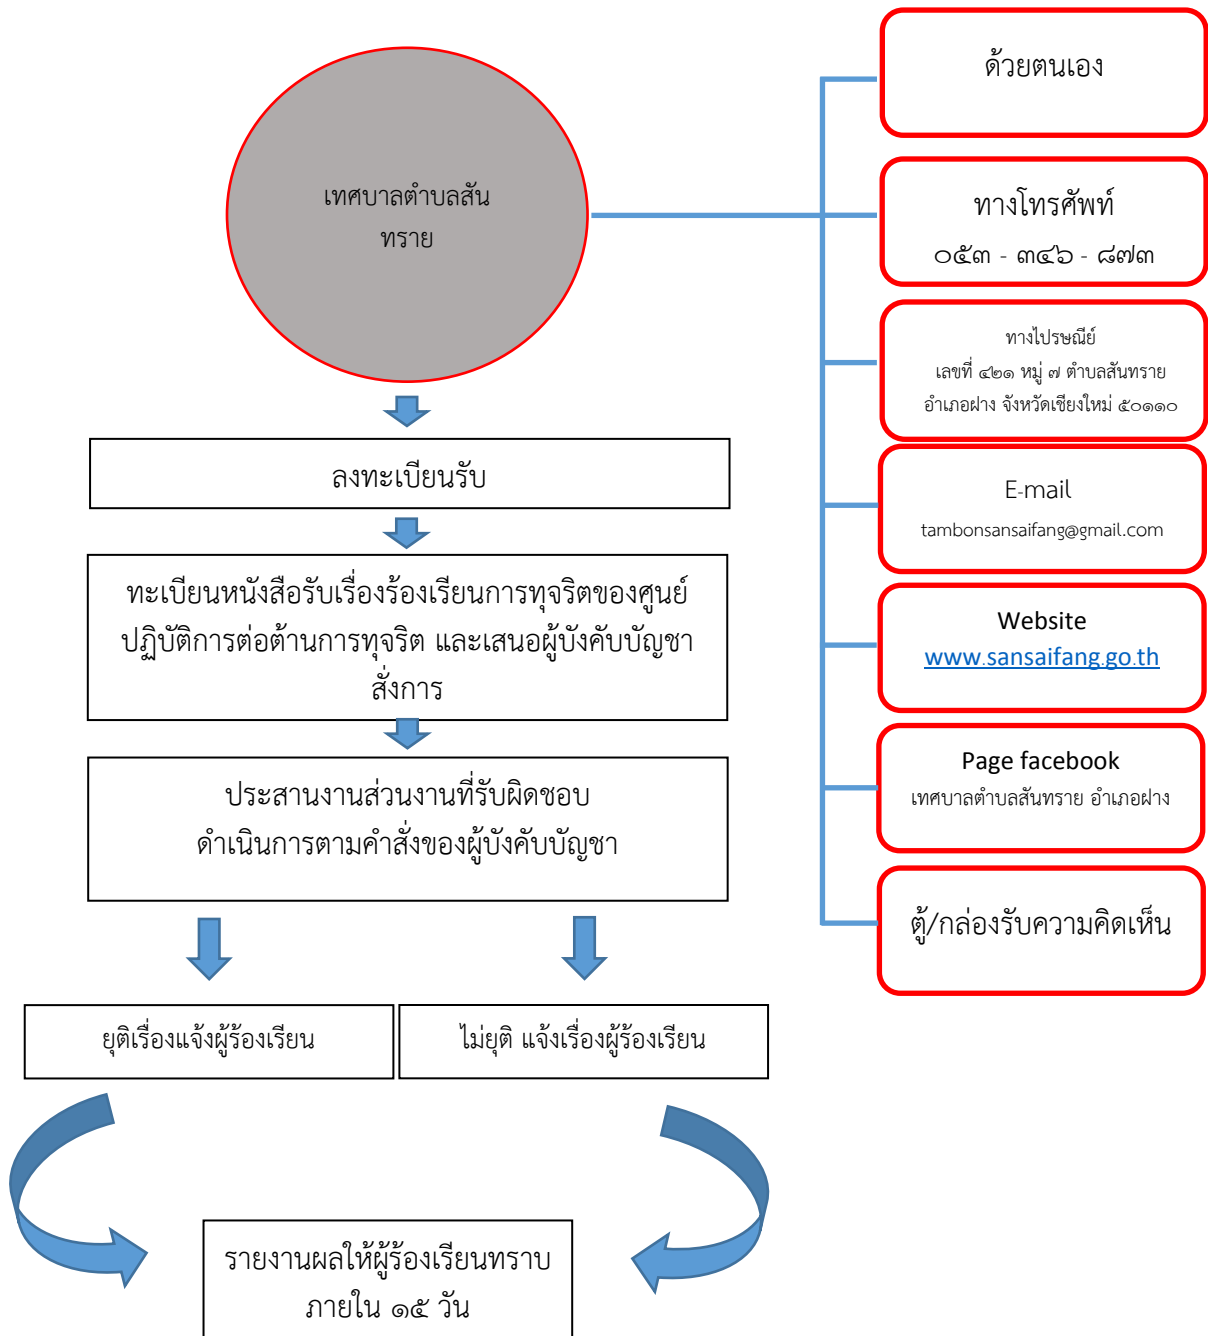 เทศบาลตำบลสัน
ทราย
ลงทะเบียนรับ
ทะเบียนหนังสือรับเรื่องร้องเรียนการทุจริตของศูนย์
ปฏิบัติการต่อต้านการทุจริต และเสนอผู้บังคับบัญชา
สั่งการ
ประสานงานส่วนงานที่รับผิดชอบ
ดำเนินการตามคำสั่งของผู้บังคับบัญชา
ยุติเรื่องแจ้งผู้ร้องเรียน
ไม่ยุติ แจ้งเรื่องผู้ร้องเรียน
รายงานผลให้ผู้ร้องเรียนทราบ
ภายใน ๑๕ วัน
ด้วยตนเอง
ทางโทรศัพท์
๐๕๓ - ๓๔๖ - ๘๗๓
ทางไปรษณีย์
เลขที่ ๔๒๑ หมู่ ๗ ตำบลสันทราย
อำเภอฝาง จังหวัดเชียงใหม่ ๕๐๑๑๐
E-mail
tambonsansaifang@gmail.com
Website
www.sansaifang.go.th
Page facebook
เทศบาลตำบลสันทราย อำเภอฝาง
ตู้/กล่องรับความคิดเห็น